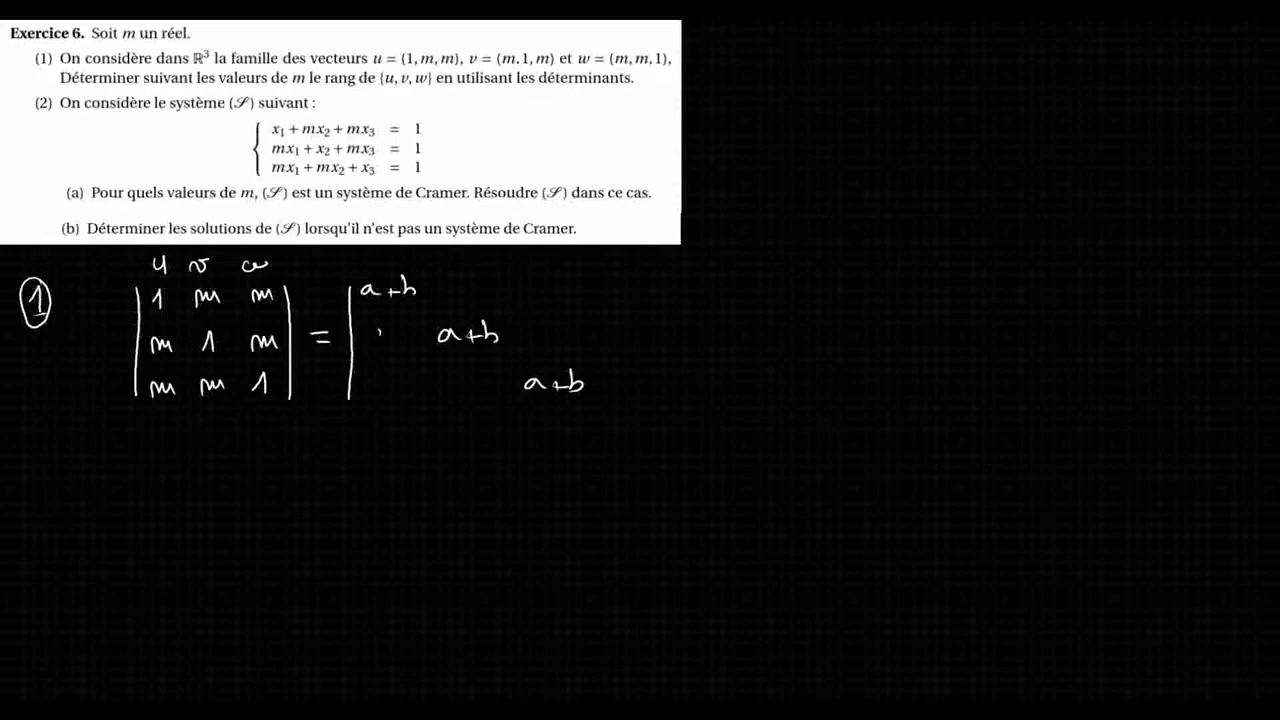 Exercice 6. Soit m un réel.
(1) On considère dans ℝ³ la famille des vecteurs u = (1, m, m), v = (m. 1, m) et w = (m, m, 1),
Déterminer suivant les valeurs de m le rang de {u, v, w} en utilisant les déterminants.
(2) On considère le système (𝒮) suivant :
x₁ + mx₂ + mx₃ = 1
mx₁ + x₂ + mx₃ = 1
mx₁ + mx₂ + x₃ = 1
(a) Pour quels valeurs de m, (𝒮) est un système de Cramer. Résoudre (𝒮) dans ce cas.
(b) Déterminer les solutions de (𝒮) lorsqu'il n'est pas un système de Cramer.
u v w
1 | 1 m m | | a+b
| m 1 m | = | a+b
| m m 1 | | a+b